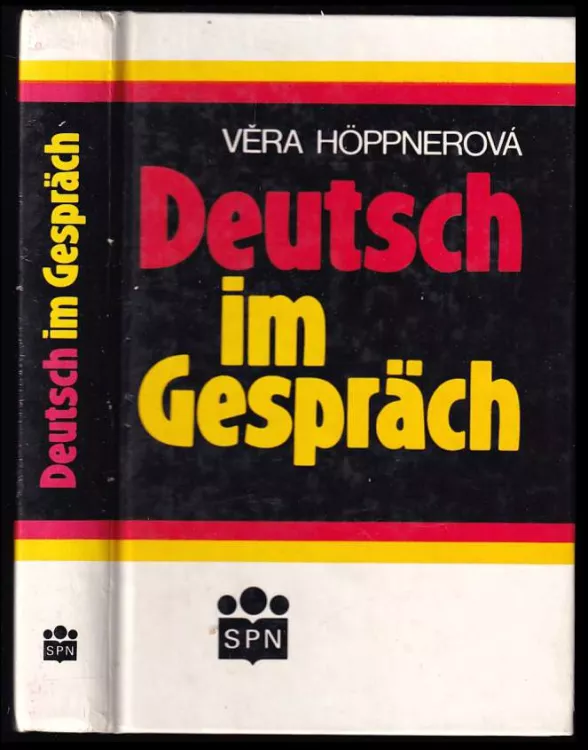 Deutsch im Gespräch
SPN
VĚRA HÖPPNEROVÁ
Deutsch
im
Gespräch
SPN